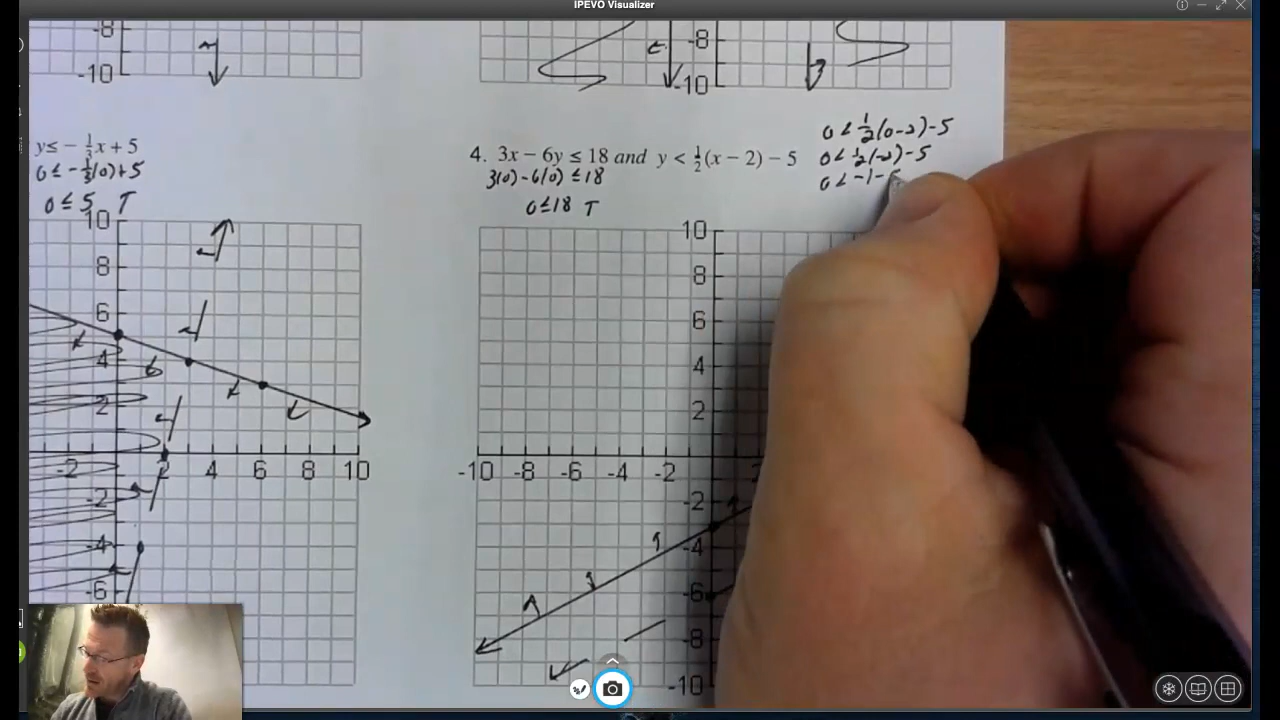 IPEVO Visualizer
-8
-10
-8
-10
y ≤ - 1/3 x + 5
0 ≤ -1/3(0)+5
0 ≤ 5 T
4. 3x - 6y ≤ 18 and y < 1/2(x - 2) - 5
3(0) - 6(0) ≤ 18
0 ≤ 18 T
0 < 1/2(0-2)-5
0 < 1/2(-2)-5
0 < -1-5
10
8
6
4
2
-2 2 4 6 8 10
-2
-4
-6
10
8
6
4
2
-10 -8 -6 -4 -2
-2
-4
-6
-8
-10